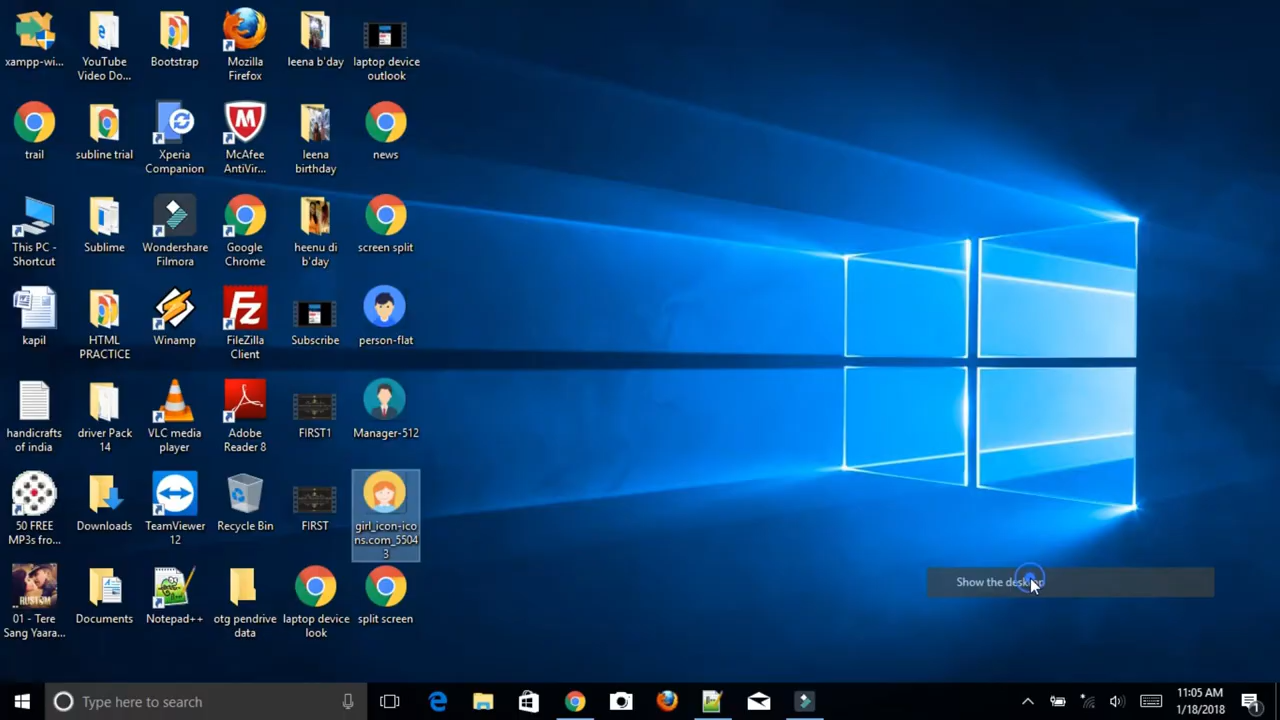 xampp-wi...
YouTube
Video Do...
Bootstrap
Mozilla
Firefox
leena b'day
laptop device
outlook
trail
subline trial
Xperia
Companion
McAfee
AntiVir...
leena
birthday
news
This PC -
Shortcut
Sublime
Wondershare
Filmora
Google
Chrome
heenu di
b'day
screen split
kapil
HTML
PRACTICE
Winamp
FileZilla
Client
Subscribe
person-flat
handicrafts
of india
driver Pack
14
VLC media
player
Adobe
Reader 8
FIRST1
Manager-512
50 FREE
MP3s fro...
Downloads
TeamViewer
12
Recycle Bin
FIRST
girl_icon-ico
ns.com_5504
3
01 - Tere
Sang Yaara...
Documents
Notepad++
otg pendrive
data
laptop device
look
split screen
Show the desktop
Type here to search
11:05 AM
1/18/2018